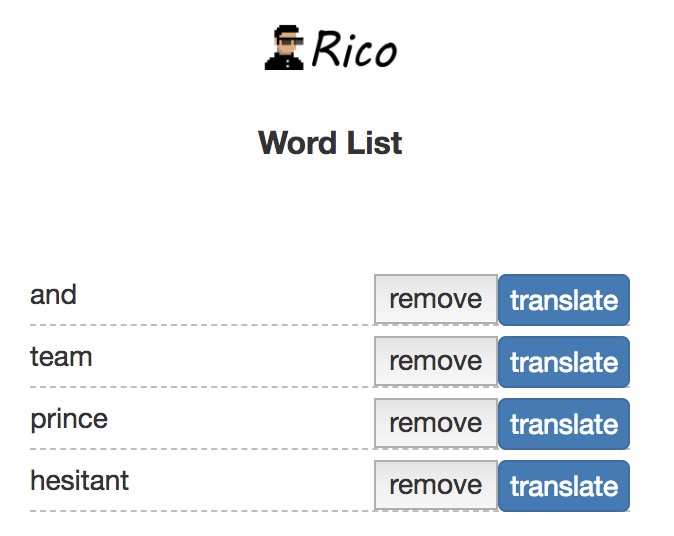 Rico
Word List
and remove translate
team remove translate
prince remove translate
hesitant remove translate